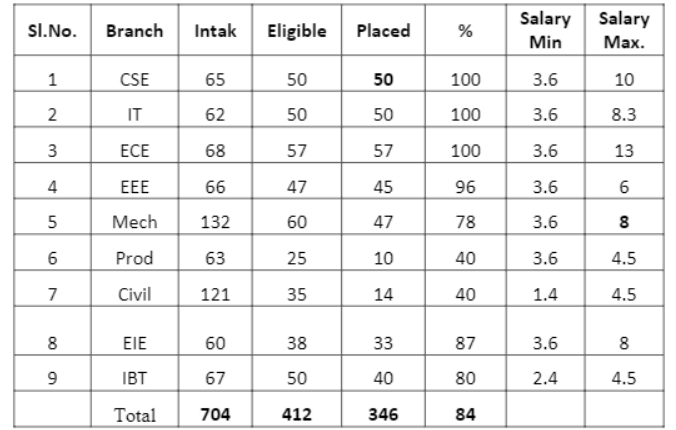 Sl.No. Branch Intak Eligible Placed % Salary Min Salary Max.
1 CSE 65 50 50 100 3.6 10
2 IT 62 50 50 100 3.6 8.3
3 ECE 68 57 57 100 3.6 13
4 EEE 66 47 45 96 3.6 6
5 Mech 132 60 47 78 3.6 8
6 Prod 63 25 10 40 3.6 4.5
7 Civil 121 35 14 40 1.4 4.5
8 EIE 60 38 33 87 3.6 8
9 IBT 67 50 40 80 2.4 4.5
Total 704 412 346 84